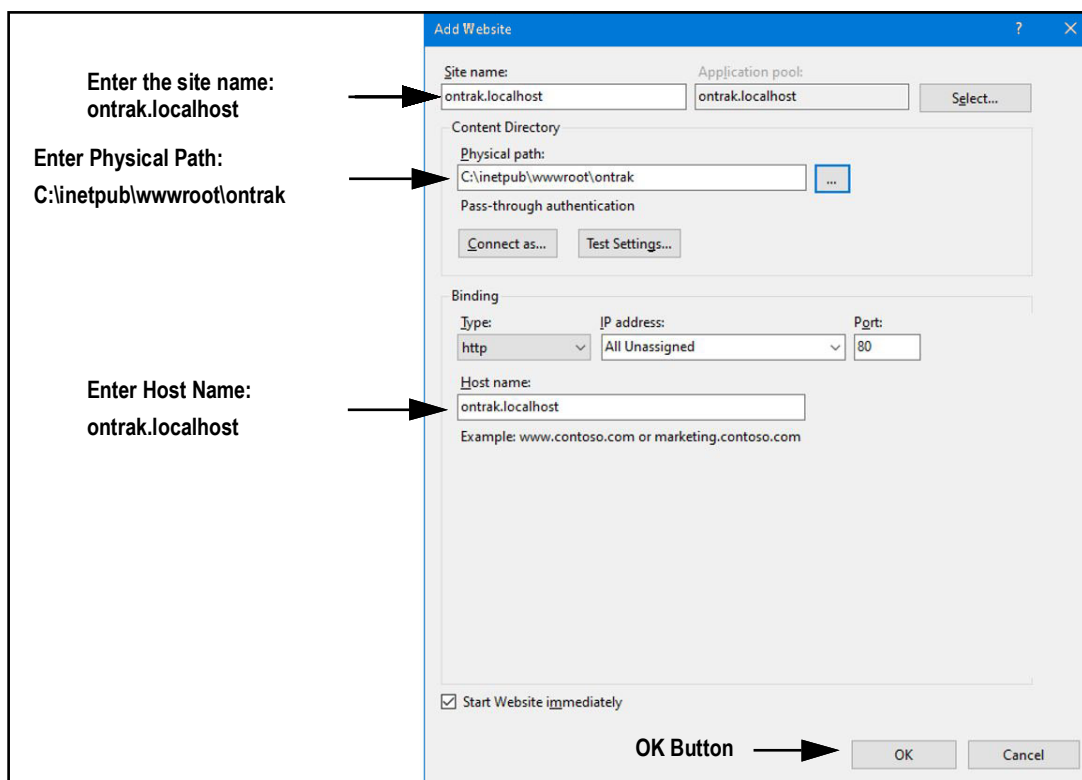 Add Website ? ✕
Enter the site name:
ontrak.localhost
Site name: Application pool:
ontrak.localhost ontrak.localhost Select...
Content Directory
Enter Physical Path:
C:\inetpub\wwwroot\ontrak
Physical path:
C:\inetpub\wwwroot\ontrak ...
Pass-through authentication
Connect as... Test Settings...
Binding
Type: IP address: Port:
http All Unassigned 80
Enter Host Name:
ontrak.localhost
Host name:
ontrak.localhost
Example: www.contoso.com or marketing.contoso.com
Start Website immediately
OK Button
OK Cancel